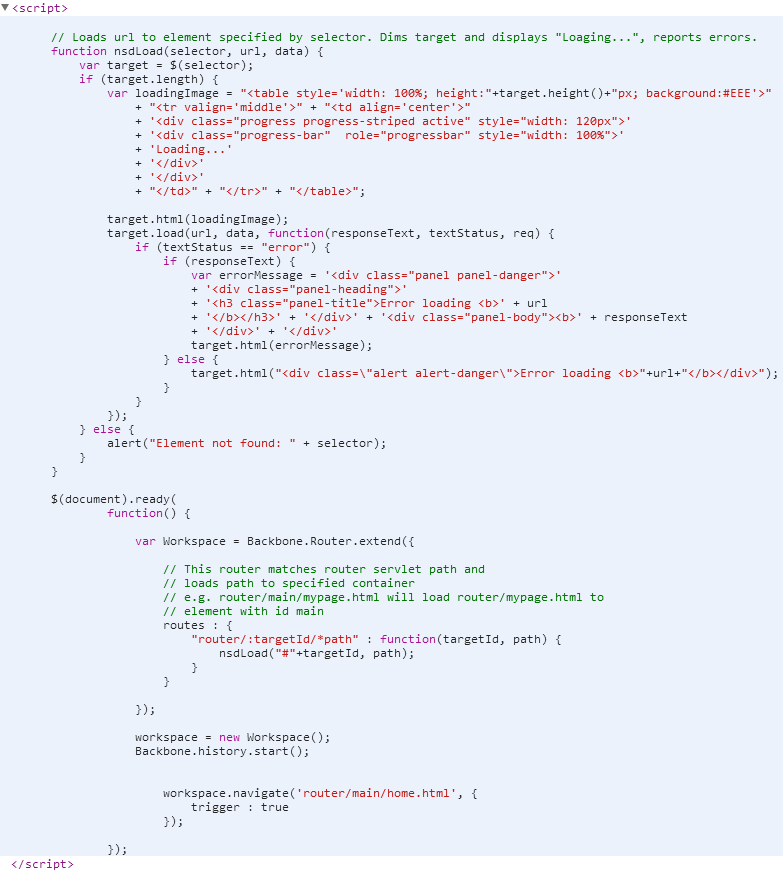 <script>
// Loads url to element specified by selector. Dims target and displays "Loaging...", reports errors.
function nsdLoad(selector, url, data) {
var target = $(selector);
if (target.length) {
var loadingImage = "<table style='width: 100%; height:"+target.height()+"px; background:#EEE'>"
+ "<tr valign='middle'>" + "<td align='center'>"
+ '<div class="progress progress-striped active" style="width: 120px">'
+ '<div class="progress-bar"  role="progressbar" style="width: 100%">'
+ 'Loading...'
+ '</div>'
+ '</div>'
+ "</td>" + "</tr>" + "</table>";
target.html(loadingImage);
target.load(url, data, function(responseText, textStatus, req) {
if (textStatus == "error") {
if (responseText) {
var errorMessage = '<div class="panel panel-danger">'
+ '<div class="panel-heading">'
+ '<h3 class="panel-title">Error loading <b>' + url
+ '</b></h3>' + '</div>' + '<div class="panel-body"><b>' + responseText
+ '</div>' + '</div>'
target.html(errorMessage);
} else {
target.html("<div class=\"alert alert-danger\">Error loading <b>"+url+"</b></div>");
}
}
});
} else {
alert("Element not found: " + selector);
}
}
$(document).ready(
function() {
var Workspace = Backbone.Router.extend({
// This router matches router servlet path and
// loads path to specified container
// e.g. router/main/mypage.html will load router/mypage.html to
// element with id main
routes : {
"router/:targetId/*path" : function(targetId, path) {
nsdLoad("#"+targetId, path);
}
}
});
workspace = new Workspace();
Backbone.history.start();
workspace.navigate('router/main/home.html', {
trigger : true
});
});
</script>